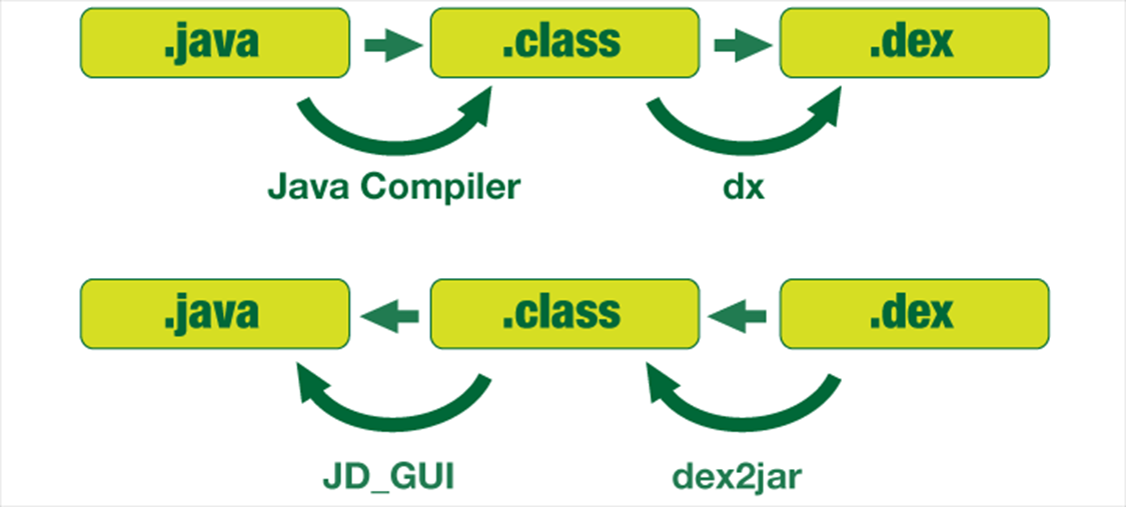 .java .class .dex
Java Compiler dx
.java .class .dex
JD_GUI dex2jar